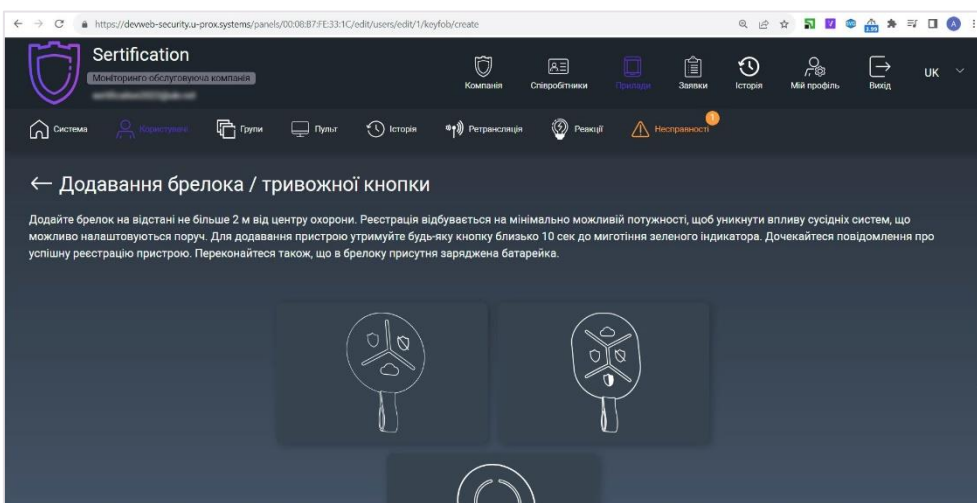 https://devweb-security.u-prox.systems/panels/00:08:B7:FE:33:1C/edit/users/edit/1/keyfob/create
Sertification
Моніторинго-обслуговуюча компанія
Компанія Співробітники Прилади Заявки Історія Мій профіль Вихід UK
Система Користувачі Групи Пульт Історія Ретрансляція Реакції Несправності 1
← Додавання брелока / тривожної кнопки
Додайте брелок на відстані не більше 2 м від центру охорони. Реєстрація відбувається на мінімально можливій потужності, щоб уникнути впливу сусідніх систем, що
можливо налаштовуються поруч. Для додавання пристрою утримуйте будь-яку кнопку близько 10 сек до миготіння зеленого індикатора. Дочекайтеся повідомлення про
успішну реєстрацію пристрою. Переконайтеся також, що в брелоку присутня заряджена батарейка.